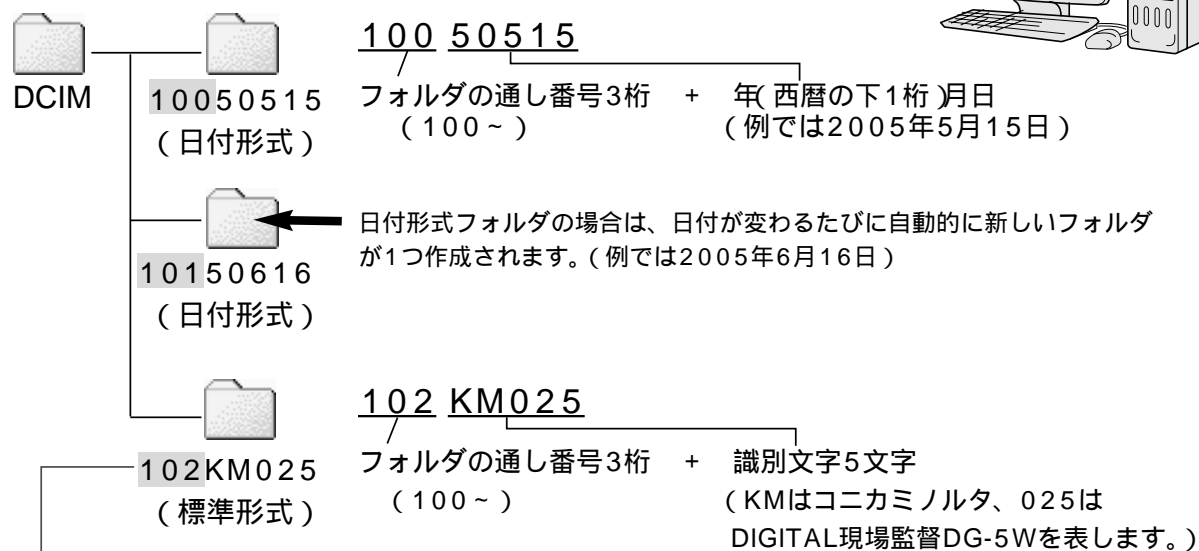 100 50515
DCIM
10050515
フォルダの通し番号3桁 + 年(西暦の下1桁)月日
(100~)
(例では2005年5月15日)
(日付形式)
日付形式フォルダの場合は、日付が変わるたびに自動的に新しいフォルダ
が1つ作成されます。(例では2005年6月16日)
10150616
(日付形式)
102 KM025
102KM025
フォルダの通し番号3桁 + 識別文字5文字
(標準形式)
(100~)
(KMはコニカミノルタ、025は
DIGITAL現場監督DG-5Wを表します。)